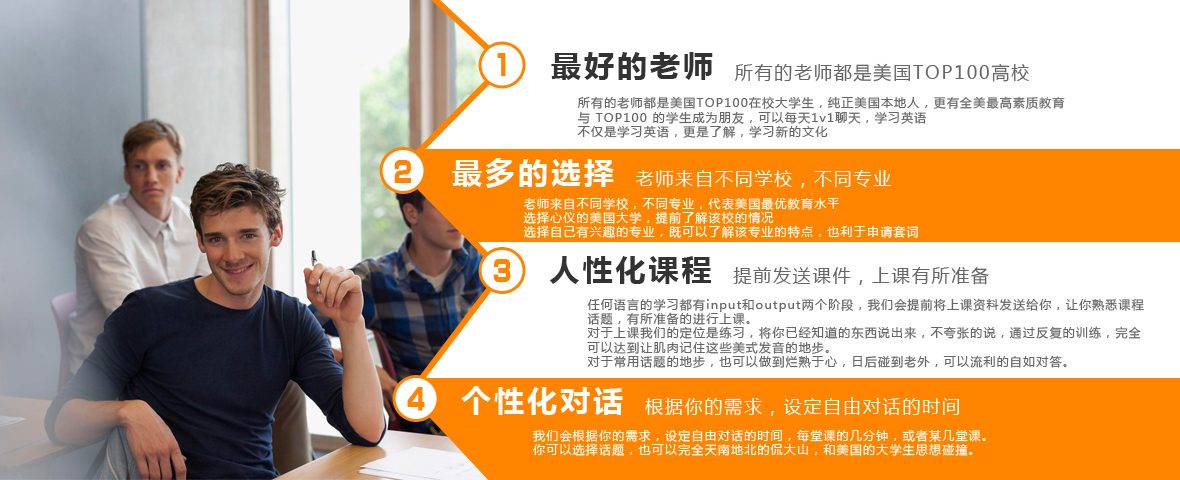 1
最好的老师 所有的老师都是美国TOP100高校
所有的老师都是美国TOP100在校大学生，纯正美国本地人，更有全美最高素质教育
与 TOP100 的学生成为朋友，可以每天1v1聊天，学习英语
不仅是学习英语，更是了解，学习新的文化
2
最多的选择 老师来自不同学校，不同专业
老师来自不同学校，不同专业，代表美国最优教育水平
选择心仪的美国大学，提前了解该校的情况
选择自己有兴趣的专业，既可以了解该专业的特点，也利于申请套词
3
人性化课程 提前发送课件，上课有所准备
任何语言的学习都有input和output两个阶段，我们会提前将上课资料发送给你，让你熟悉课程
话题，有所准备的进行上课。
对于上课我们的定位是练习，将你已经知道的东西说出来，不夸张的说，通过反复的训练，完全
可以达到让肌肉记住这些美式发音的地步。
对于常用话题的地步，也可以做到烂熟于心，日后碰到老外，可以流利的自如对答。
4
个性化对话 根据你的需求，设定自由对话的时间
我们会根据你的需求，设定自由对话的时间，每堂课的几分钟，或者某几堂课。
你可以选择话题，也可以完全天南地北的侃大山，和美国的大学生思想碰撞。